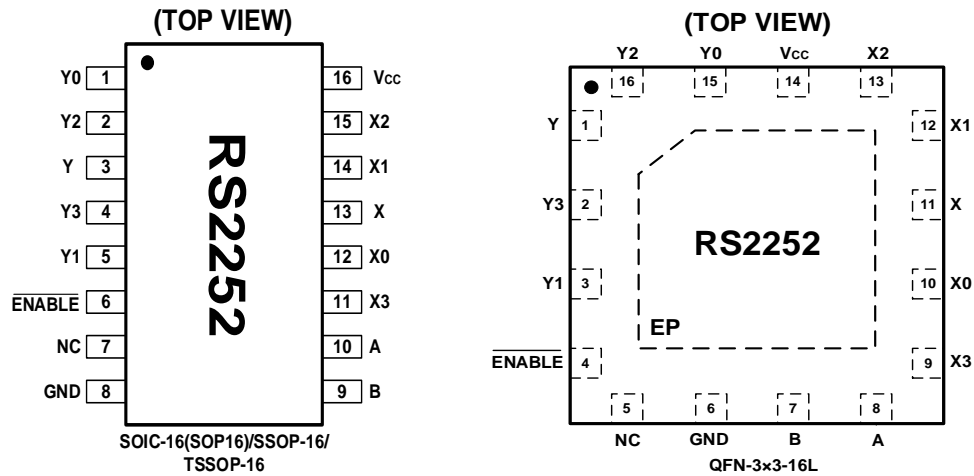 (TOP VIEW)
Y0 1 16 Vcc
Y2 2 15 X2
Y 3 14 X1
Y3 4 13 X
Y1 5 12 X0
ENABLE 6 11 X3
NC 7 10 A
GND 8 9 B
RS2252
SOIC-16(SOP16)/SSOP-16/
TSSOP-16
(TOP VIEW)
Y2 Y0 Vcc X2
16 15 14 13
Y 1 12 X1
Y3 2 11 X
RS2252
Y1 3 10 X0
EP
ENABLE 4 9 X3
5 6 7 8
NC GND B A
QFN-3×3-16L